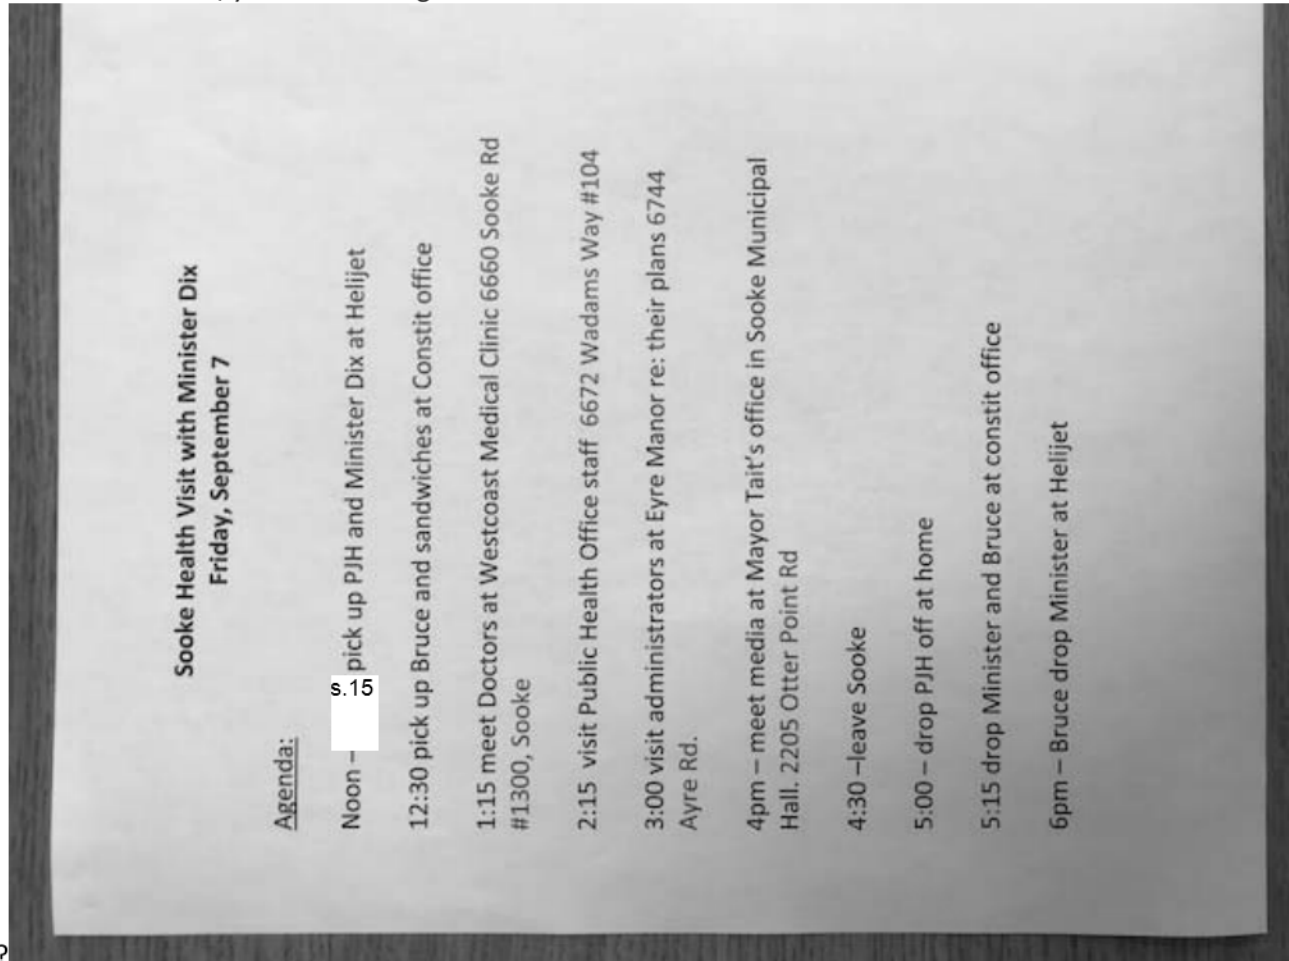 Sooke Health Visit with Minister Dix
Friday, September 7
Agenda:
Noon – s.15 pick up PJH and Minister Dix at Helijet
12:30 pick up Bruce and sandwiches at Constit office
1:15 meet Doctors at Westcoast Medical Clinic 6660 Sooke Rd
#1300, Sooke
2:15 visit Public Health Office staff 6672 Wadams Way #104
3:00 visit administrators at Eyre Manor re: their plans 6744
Ayre Rd.
4pm – meet media at Mayor Tait's office in Sooke Municipal
Hall. 2205 Otter Point Rd
4:30 –leave Sooke
5:00 – drop PJH off at home
5:15 drop Minister and Bruce at constit office
6pm – Bruce drop Minister at Helijet